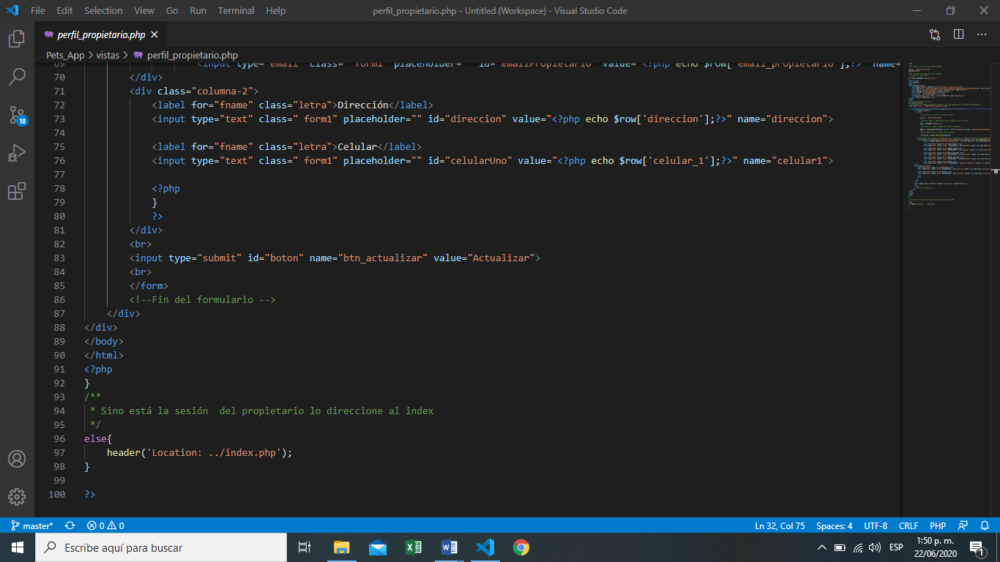 File Edit Selection View Go Run Terminal Help perfil_propietario.php - Untitled (Workspace) - Visual Studio Code
perfil_propietario.php
Pets_App > vistas > perfil_propietario.php
69 <input type="email" class=" form1" placeholder="" id="emailPropietario" value="<?php echo $row['email_propietario'];?>" name=
70 </div>
71 <div class="columna-2">
72 <label for="fname" class="letra">Dirección</label>
73 <input type="text" class=" form1" placeholder="" id="direccion" value="<?php echo $row['direccion'];?>" name="direccion">
74
75 <label for="fname" class="letra">Celular</label>
76 <input type="text" class=" form1" placeholder="" id="celularUno" value="<?php echo $row['celular_1'];?>" name="celular1">
77
78 <?php
79 }
80 ?>
81 </div>
82 <br>
83 <input type="submit" id="boton" name="btn_actualizar" value="Actualizar">
84 <br>
85 </form>
86 <!--Fin del formulario -->
87 </div>
88 </div>
89 </body>
90 </html>
91 <?php
92 }
93 /**
94 * Sino está la sesión  del propietario lo direccione al index
95 */
96 else{
97 header('Location: ../index.php');
98 }
99
100 ?>
18
master* 0 0 Ln 32, Col 75 Spaces: 4 UTF-8 CRLF PHP
Escribe aquí para buscar
ESP
1:50 p. m.
22/06/2020
1